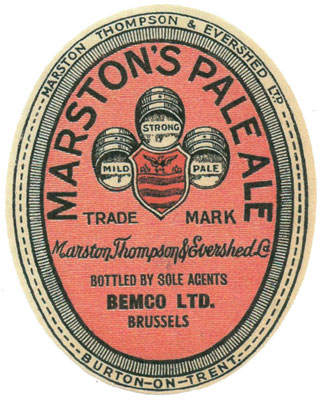 MARSTON THOMPSON & EVERSHED LTD
MARSTON'S PALE ALE
STRONG
MILD
PALE
TRADE MARK
Marston, Thompson & Evershed Ld
BOTTLED BY SOLE AGENTS
BEMCO LTD.
BRUSSELS
BURTON-ON-TRENT